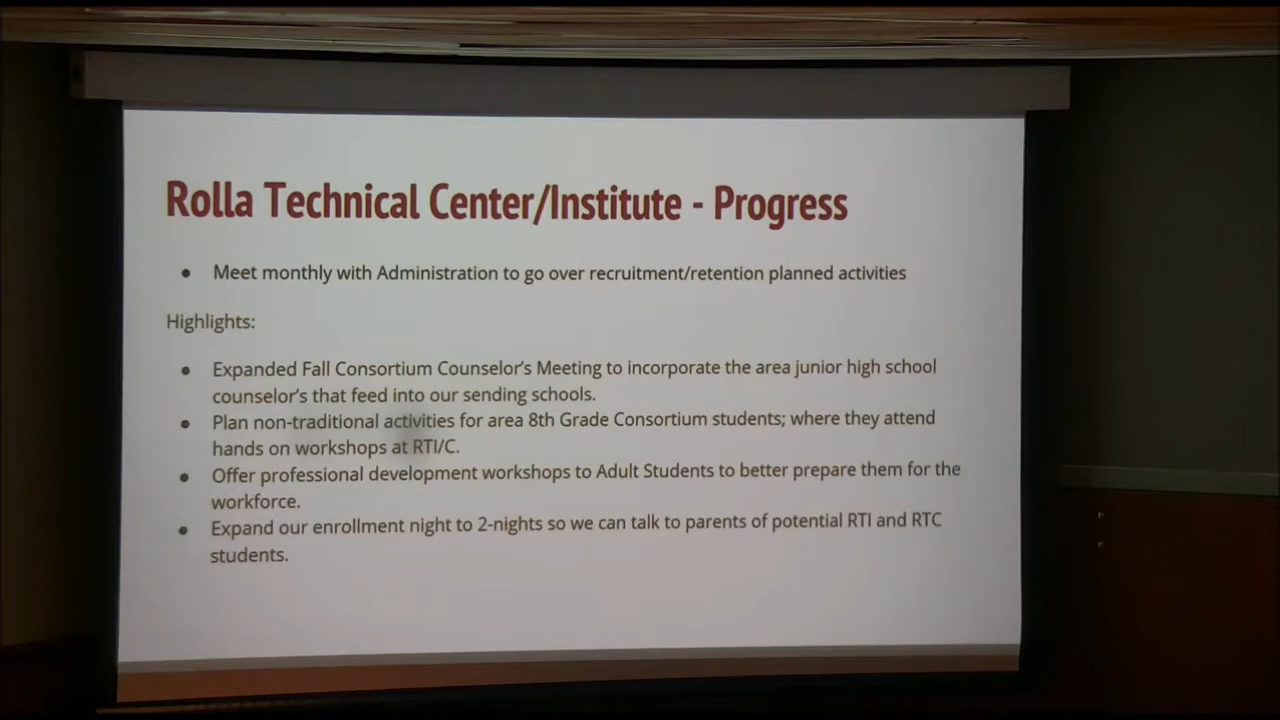 Rolla Technical Center/Institute - Progress
● Meet monthly with Administration to go over recruitment/retention planned activities
Highlights:
● Expanded Fall Consortium Counselor's Meeting to incorporate the area junior high school
counselor's that feed into our sending schools.
● Plan non-traditional activities for area 8th Grade Consortium students; where they attend
hands on workshops at RTI/C.
● Offer professional development workshops to Adult Students to better prepare them for the
workforce.
● Expand our enrollment night to 2-nights so we can talk to parents of potential RTI and RTC
students.